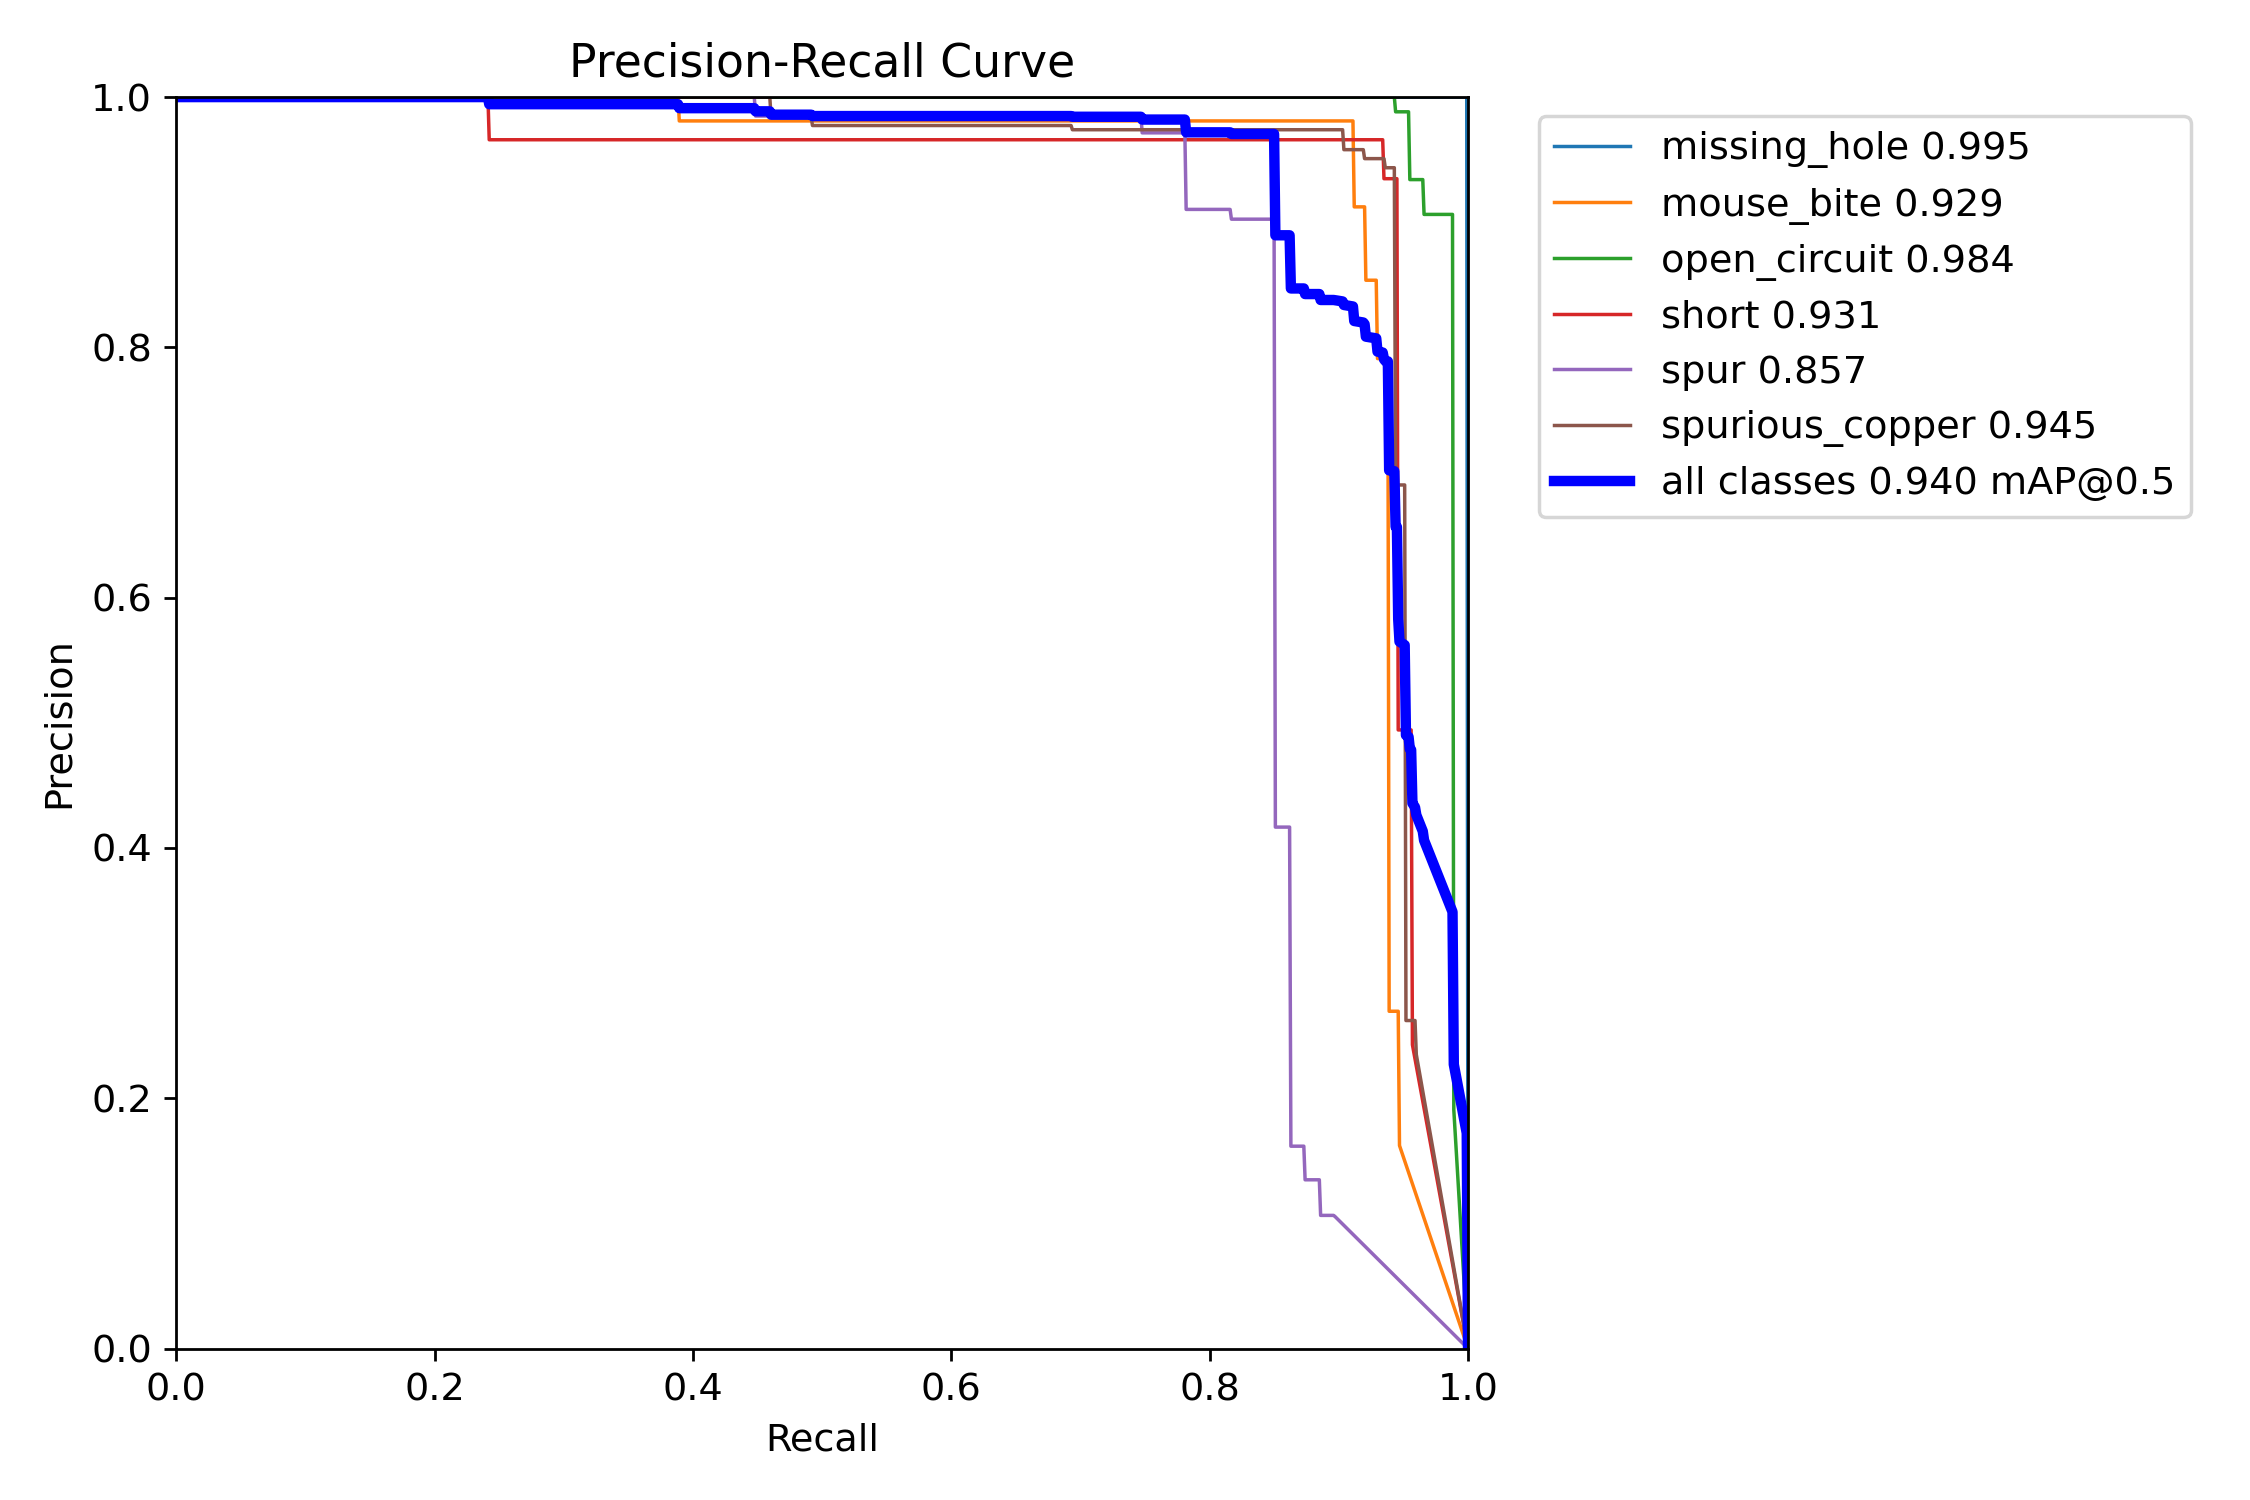 Precision-Recall Curve
1.0
0.8
0.6
0.4
0.2
0.0
Precision
0.0 0.2 0.4 0.6 0.8 1.0
Recall
missing_hole 0.995
mouse_bite 0.929
open_circuit 0.984
short 0.931
spur 0.857
spurious_copper 0.945
all classes 0.940 mAP@0.5